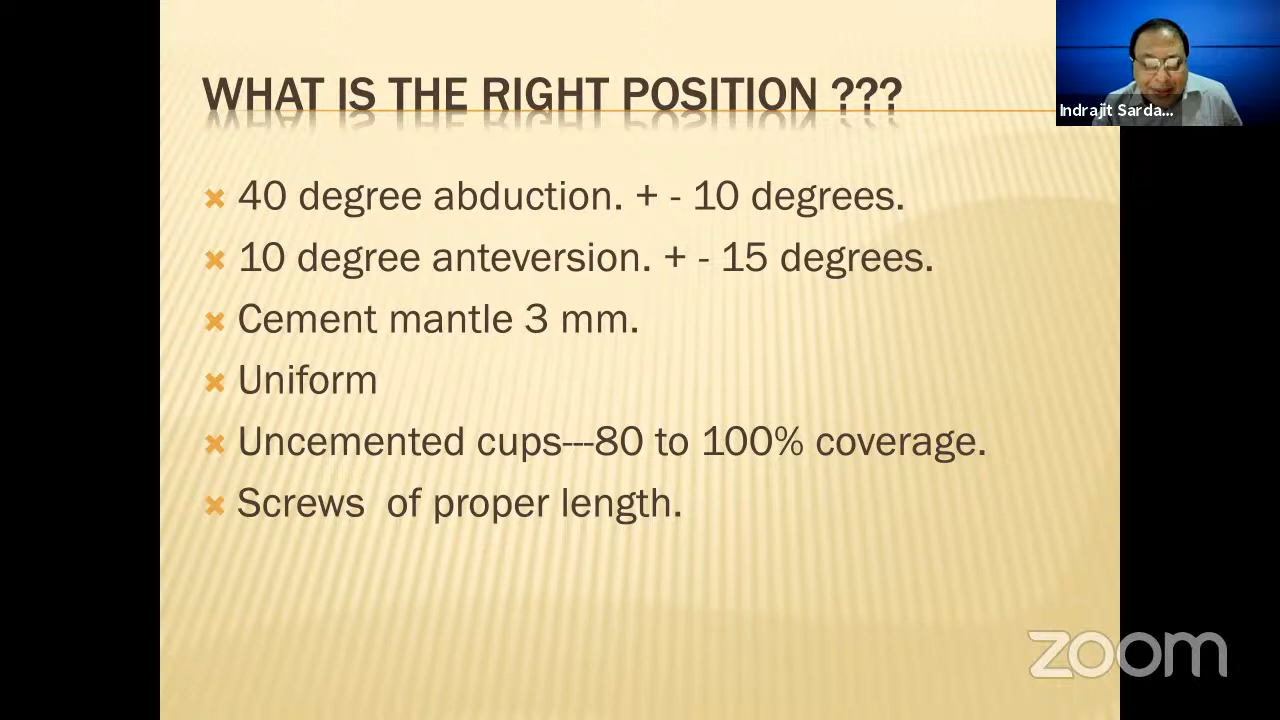 WHAT IS THE RIGHT POSITION ???
Indrajit Sarda...
40 degree abduction. + - 10 degrees.
10 degree anteversion. + - 15 degrees.
Cement mantle 3 mm.
Uniform
Uncemented cups---80 to 100% coverage.
Screws  of proper length.
zoom